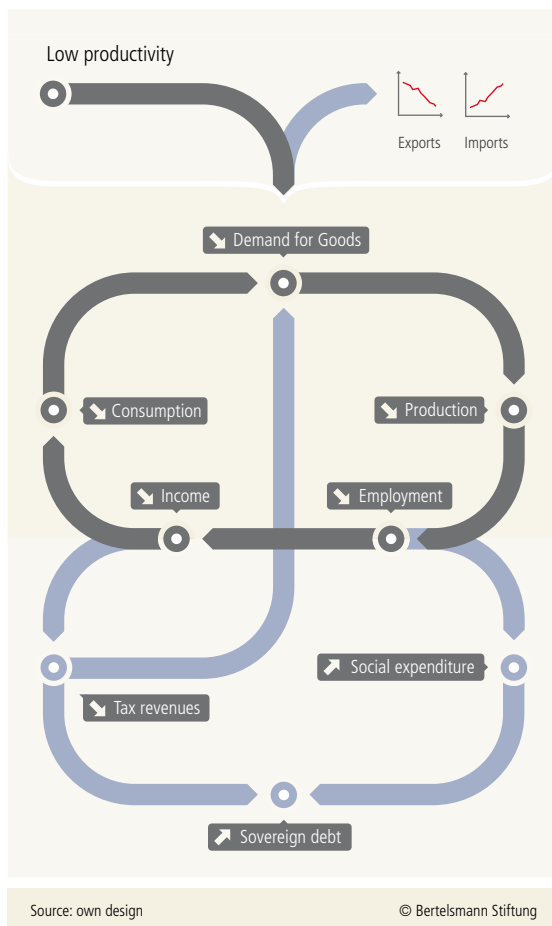 Low productivity
Exports Imports
Demand for Goods
Consumption
Production
Income
Employment
Social expenditure
Tax revenues
Sovereign debt
Source: own design
© Bertelsmann Stiftung